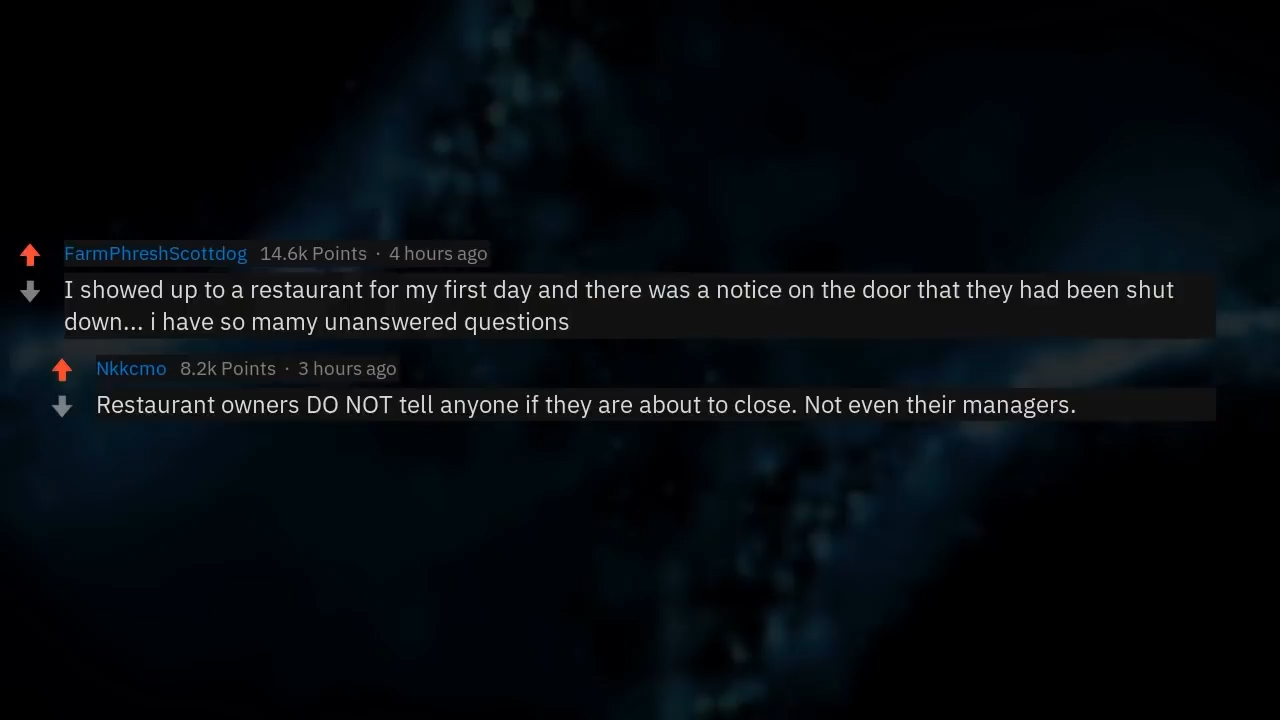 FarmPhreshScottdog 14.6k Points · 4 hours ago
I showed up to a restaurant for my first day and there was a notice on the door that they had been shut
down... i have so mamy unanswered questions
Nkkcmo 8.2k Points · 3 hours ago
Restaurant owners DO NOT tell anyone if they are about to close. Not even their managers.